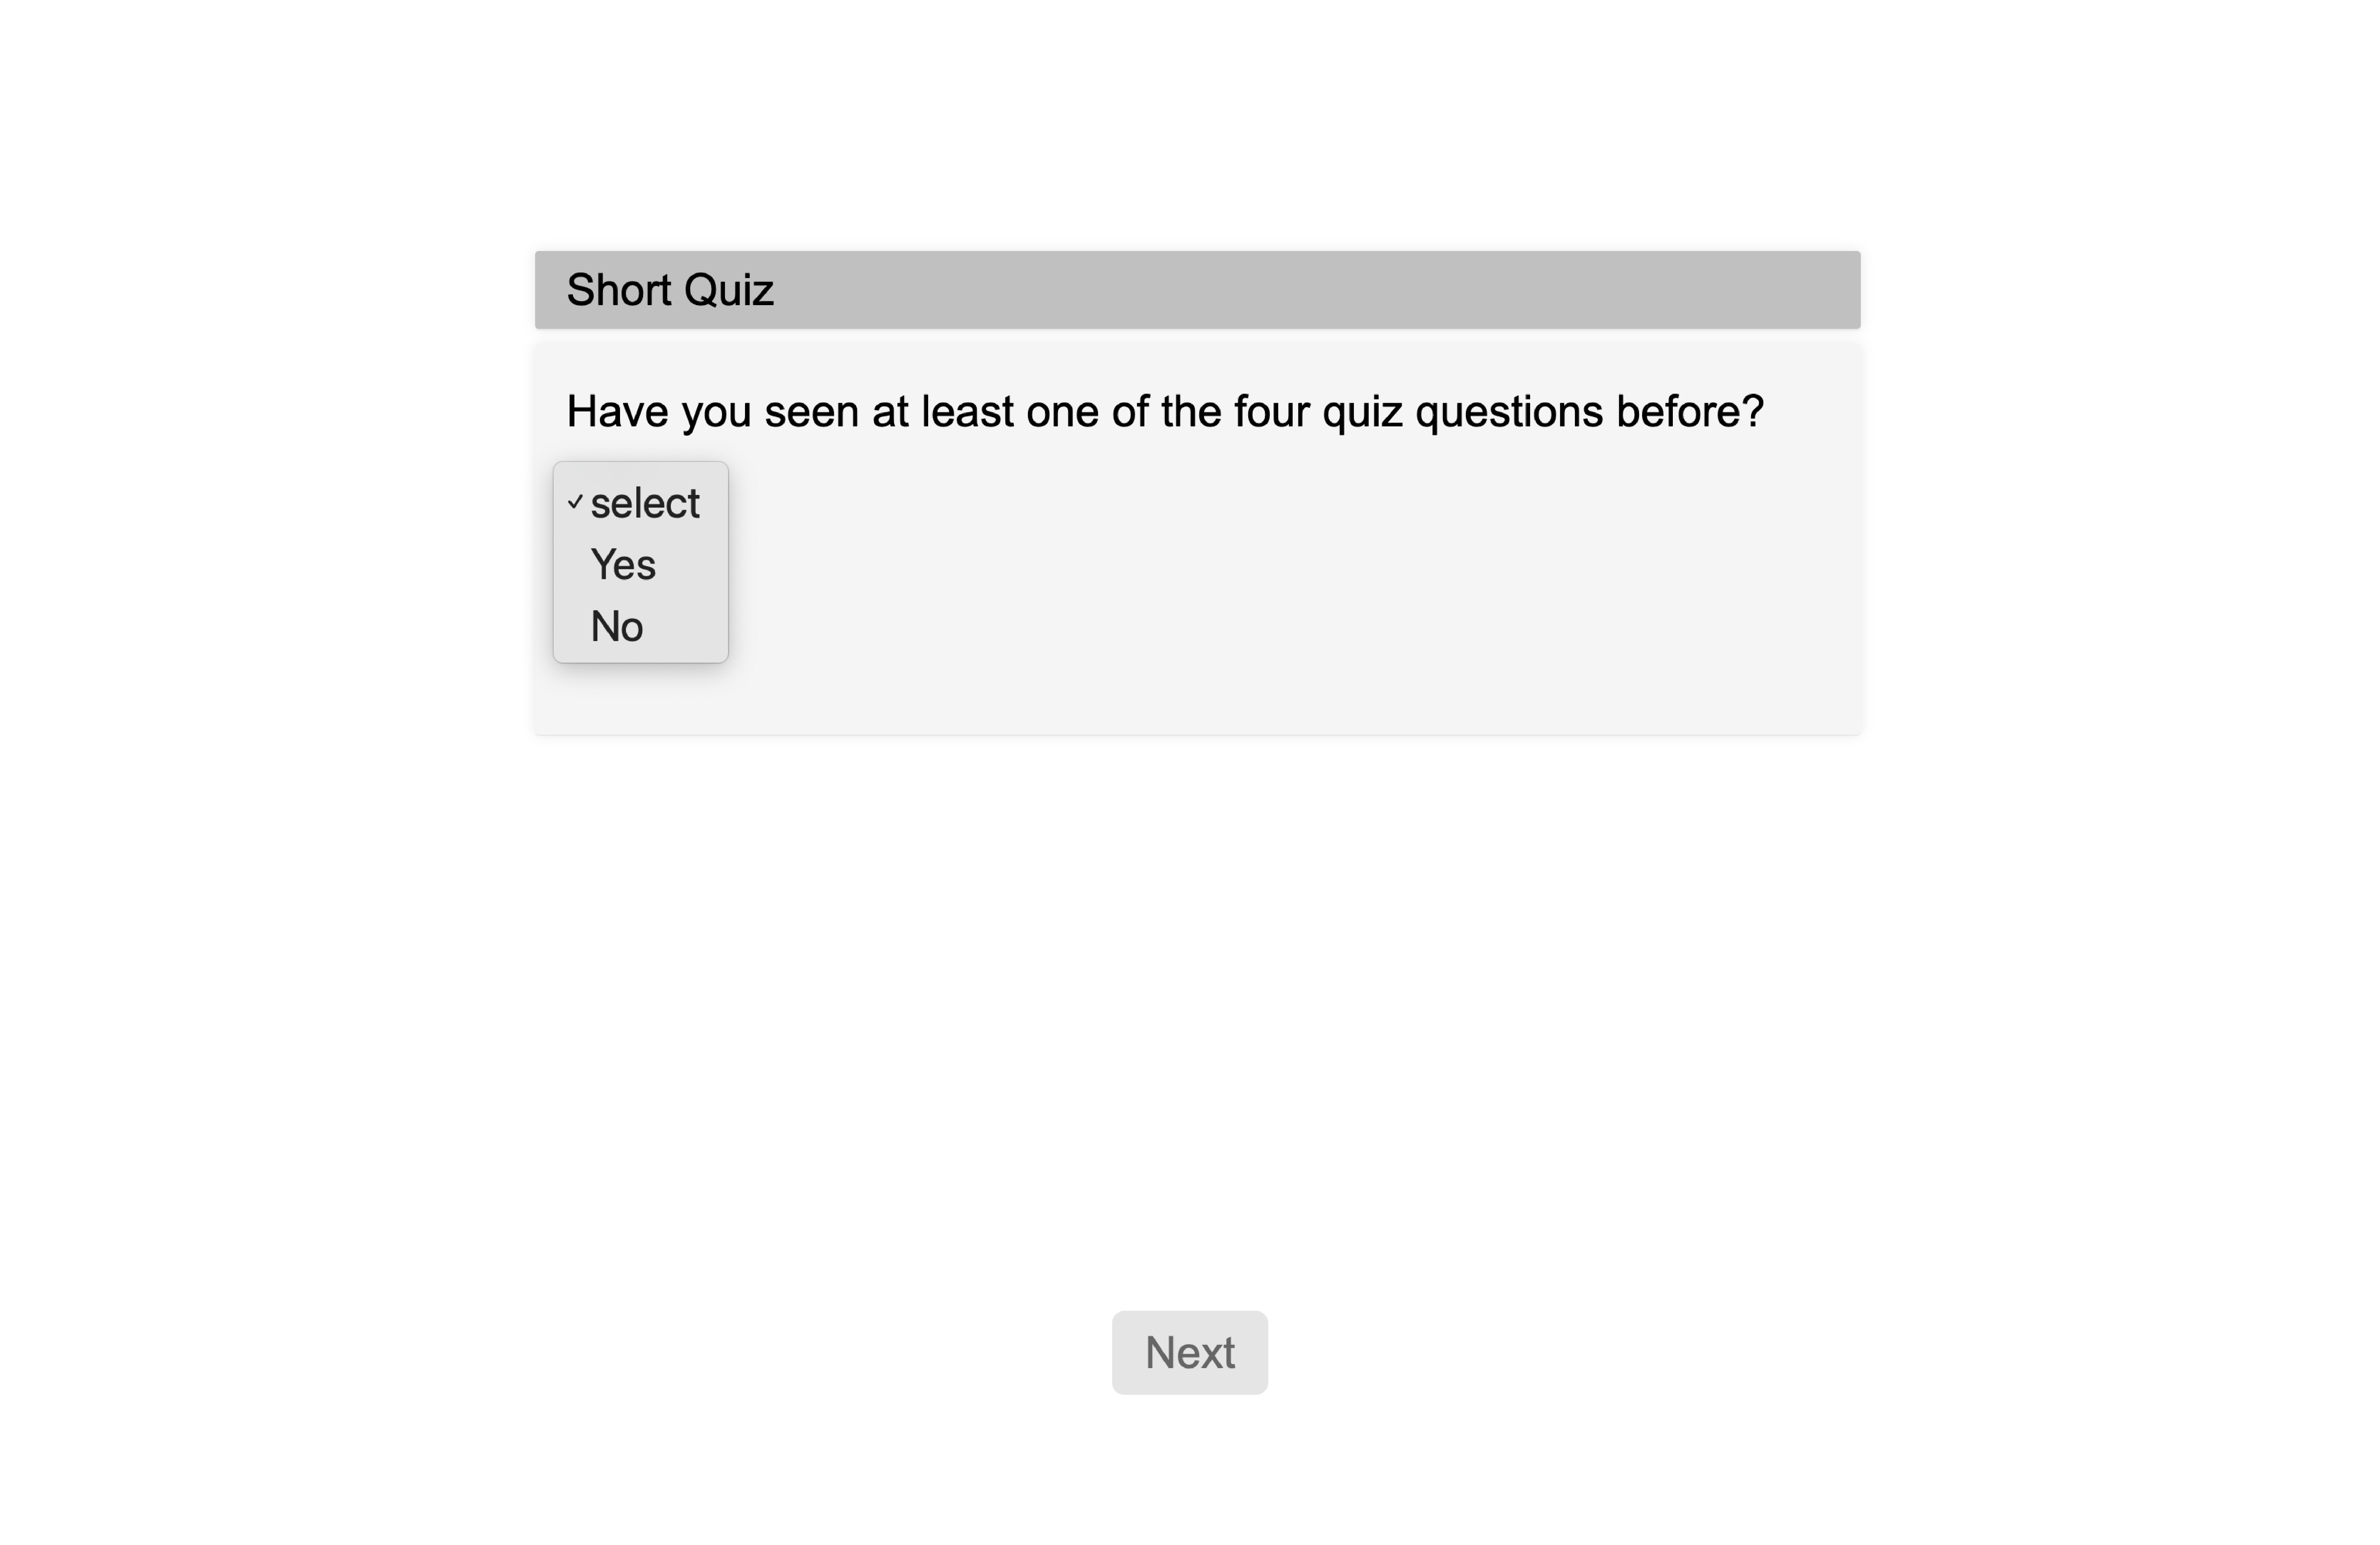 Short Quiz
Have you seen at least one of the four quiz questions before?
✓ select
Yes
No
Next